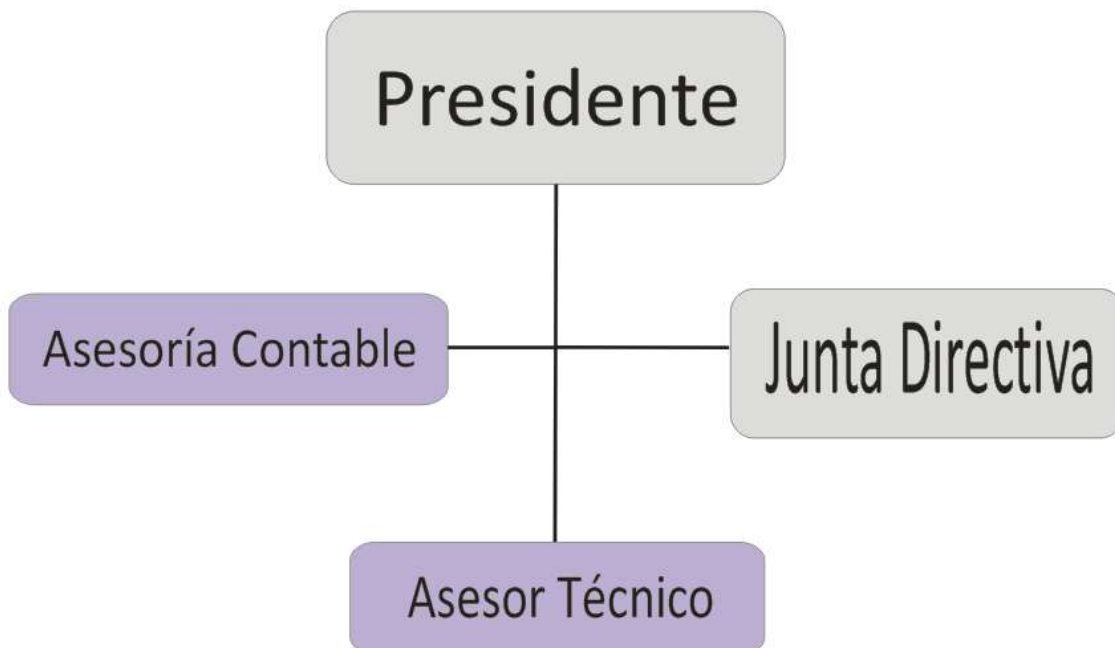 Presidente
Asesoría Contable
Junta Directiva
Asesor Técnico